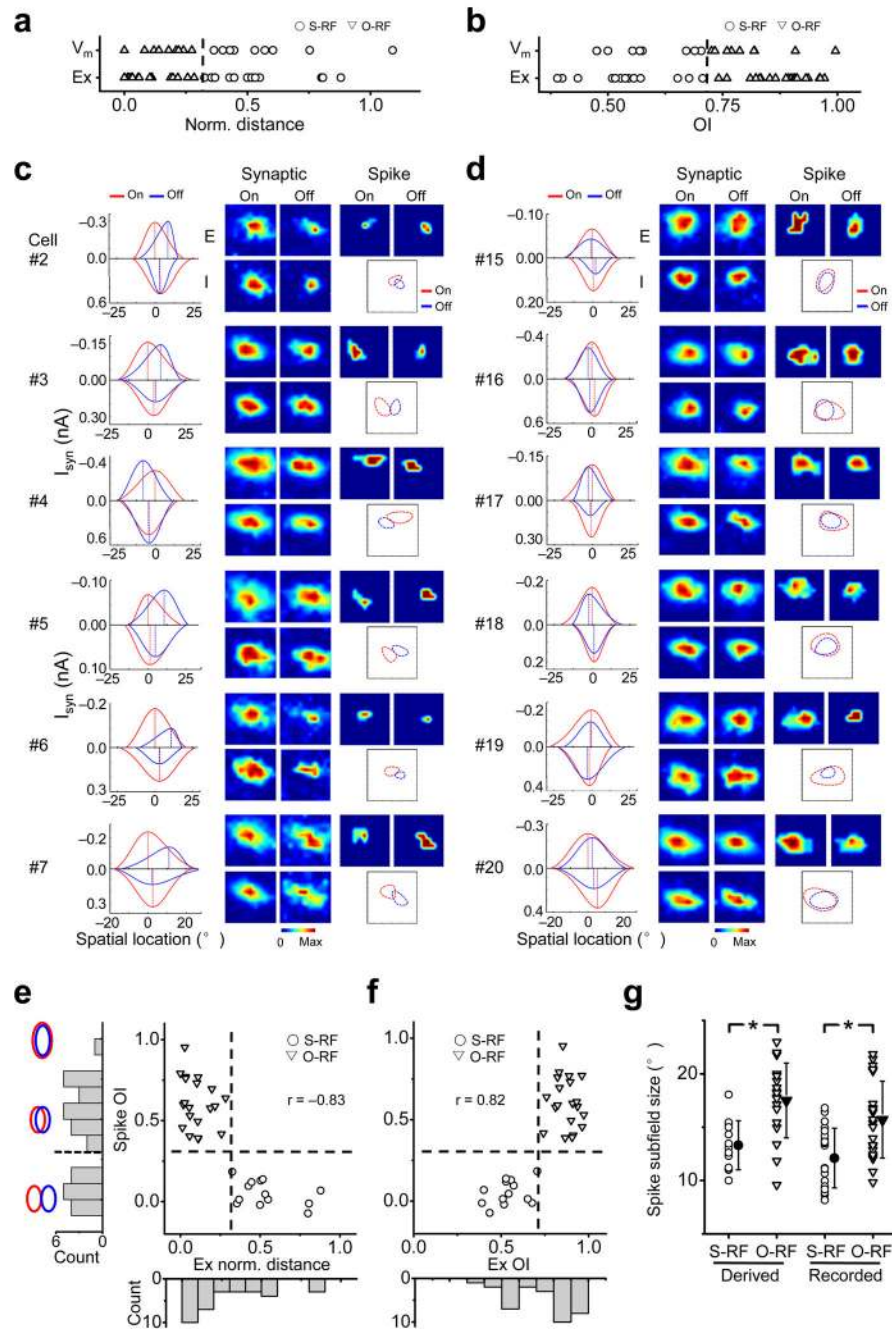 a
○ S-RF ▽ O-RF
Vm
Ex
0.0 0.5 1.0
Norm. distance
b
○ S-RF ▽ O-RF
Vm
Ex
0.50 0.75 1.00
OI
c
On Off
Synaptic Spike
On Off On Off
Cell
#2
–0.3
0.0
0.6
–25 0 25
E
I
On
Off
#3
–0.15
0.00
0.30
–25 0 25
Isyn (nA)
#4
–0.4
0.0
0.6
–25 0 25
#5
–0.10
0.00
0.10
–25 0 25
Isyn (nA)
#6
–0.2
0.0
0.3
–25 0 25
#7
–0.2
0.0
0.3
–20 0 20
Spatial location (°)
0 Max
d
On Off
Synaptic Spike
On Off On Off
#15
–0.10
0.00
0.20
–25 0 25
E
I
On
Off
#16
–0.4
0.0
0.6
–25 0 25
#17
–0.15
0.00
0.30
–25 0 25
#18
–0.2
0.0
0.2
–25 0 25
#19
–0.2
0.0
0.4
–25 0 25
#20
–0.3
0.0
0.4
–20 0 20
Spatial location (°)
0 Max
e
Spike OI
1.0
0.5
0.0
○ S-RF
▽ O-RF
r = –0.83
6 0
Count
0.0 0.5 1.0
Ex norm. distance
Count
0
10
f
1.0
0.5
0.0
○ S-RF
▽ O-RF
r = 0.82
0.0 0.5 1.0
Ex OI
0
10
g
Spike subfield size (°)
20
10
* *
S-RF O-RF S-RF O-RF
Derived Recorded